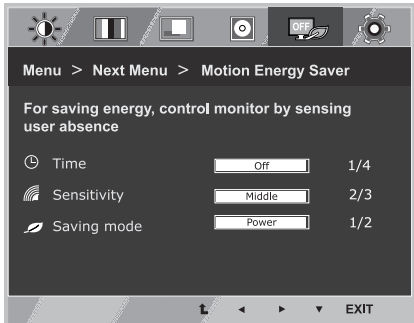 OFF
Menu > Next Menu > Motion Energy Saver
For saving energy, control monitor by sensing
user absence
Time Off 1/4
Sensitivity Middle 2/3
Saving mode Power 1/2
EXIT